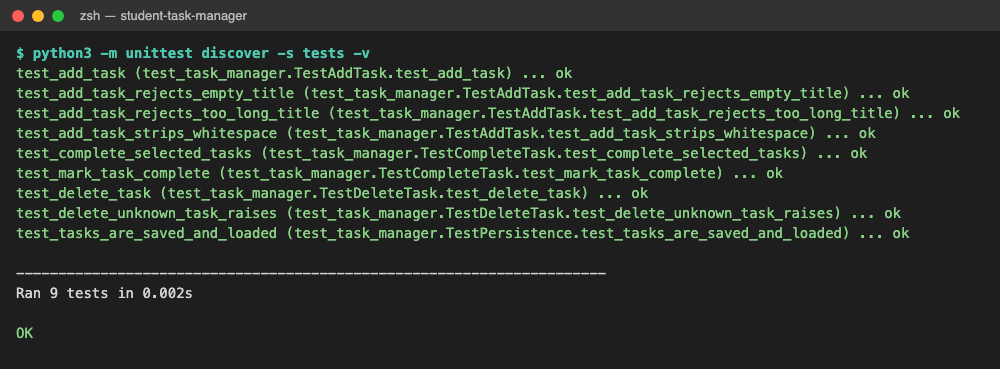 zsh — student-task-manager
$ python3 -m unittest discover -s tests -v
test_add_task (test_task_manager.TestAddTask.test_add_task) ... ok
test_add_task_rejects_empty_title (test_task_manager.TestAddTask.test_add_task_rejects_empty_title) ... ok
test_add_task_rejects_too_long_title (test_task_manager.TestAddTask.test_add_task_rejects_too_long_title) ... ok
test_add_task_strips_whitespace (test_task_manager.TestAddTask.test_add_task_strips_whitespace) ... ok
test_complete_selected_tasks (test_task_manager.TestCompleteTask.test_complete_selected_tasks) ... ok
test_mark_task_complete (test_task_manager.TestCompleteTask.test_mark_task_complete) ... ok
test_delete_task (test_task_manager.TestDeleteTask.test_delete_task) ... ok
test_delete_unknown_task_raises (test_task_manager.TestDeleteTask.test_delete_unknown_task_raises) ... ok
test_tasks_are_saved_and_loaded (test_task_manager.TestPersistence.test_tasks_are_saved_and_loaded) ... ok
----------------------------------------------------------------------
Ran 9 tests in 0.002s
OK